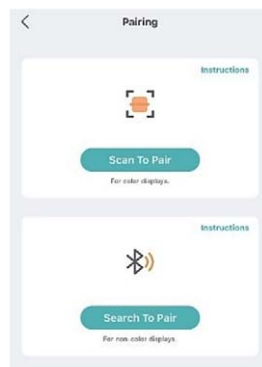 Pairing
Instructions
Scan To Pair
For color displays.
Instructions
Search To Pair
For non-color displays.